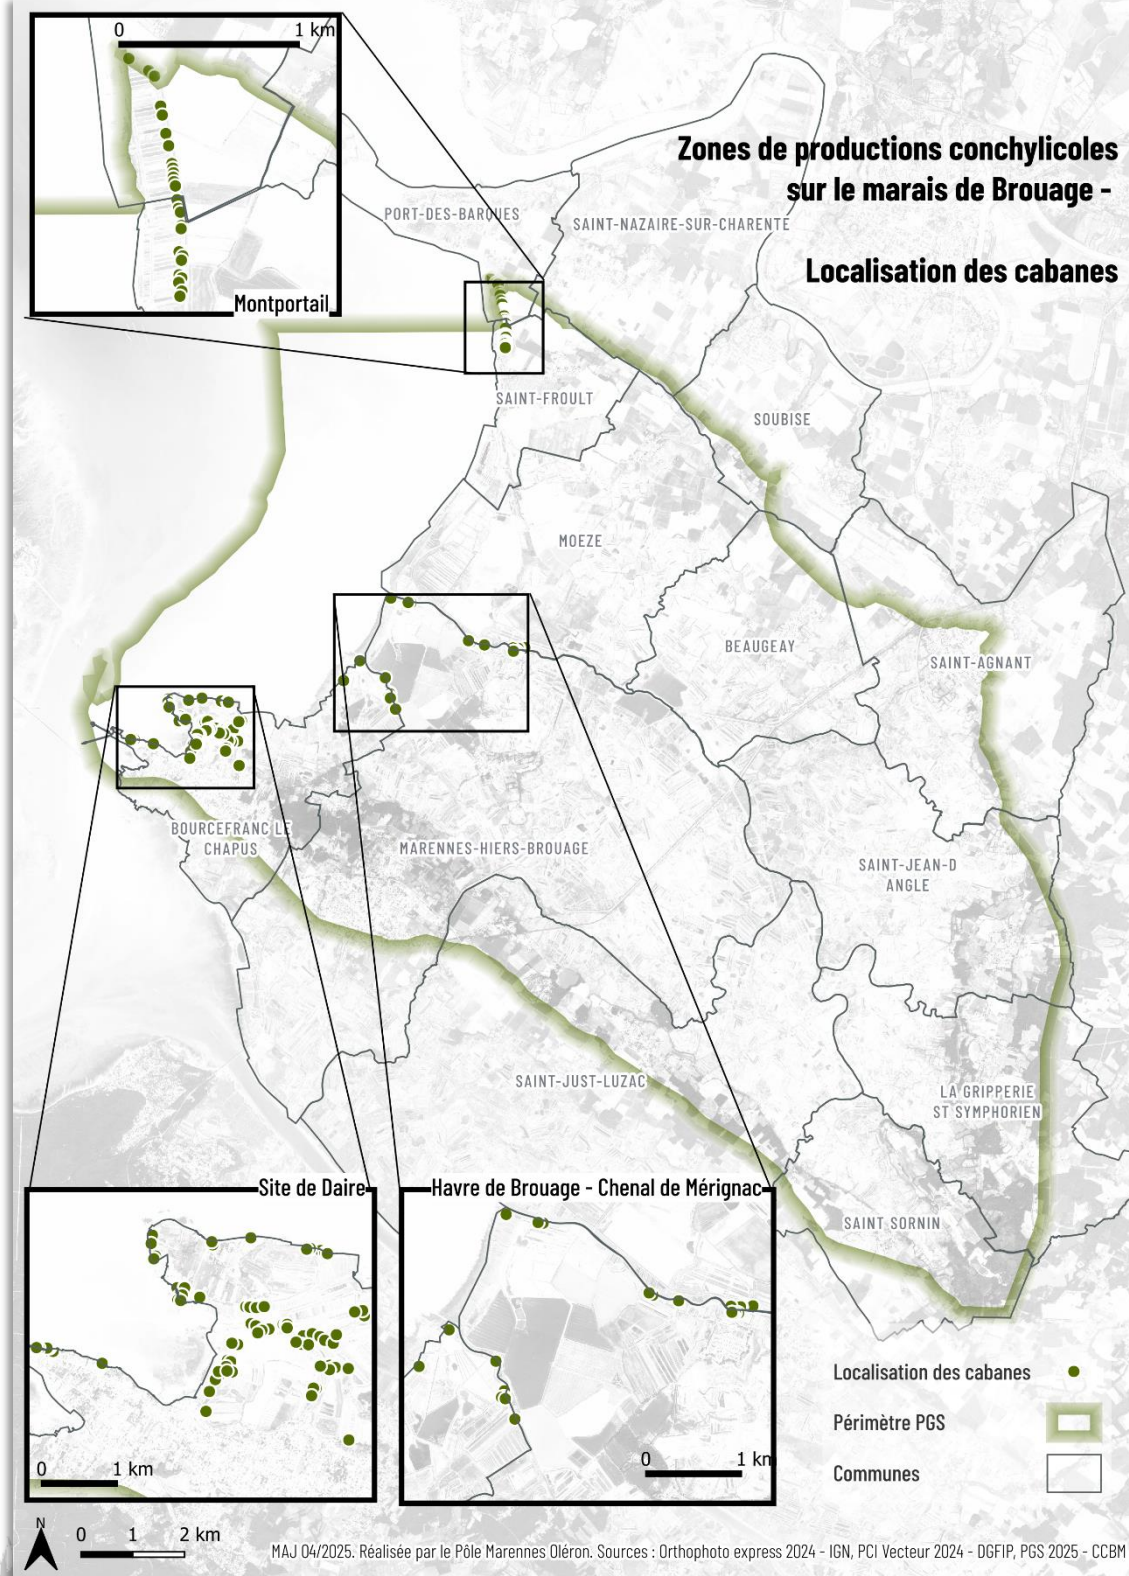 0 1 km
Montportail
Zones de productions conchylicoles
sur le marais de Brouage -
Localisation des cabanes
PORT-DES-BARQUES
SAINT-NAZAIRE-SUR-CHARENTE
SAINT-FROULT
SOUBISE
MOEZE
BEAUGEAY
SAINT-AGNANT
BOURCEFRANC LE
CHAPUS
MARENNES-HIERS-BROUAGE
SAINT-JEAN-D
ANGLE
SAINT-JUST-LUZAC
LA GRIPPERIE
ST SYMPHORIEN
SAINT SORNIN
Site de Daire
0 1 km
Havre de Brouage - Chenal de Mérignac
0 1 km
Localisation des cabanes
Périmètre PGS
Communes
N
0 1 2 km
MAJ 04/2025. Réalisée par le Pôle Marennes Oléron. Sources : Orthophoto express 2024 - IGN, PCI Vecteur 2024 - DGFIP, PGS 2025 - CCBM